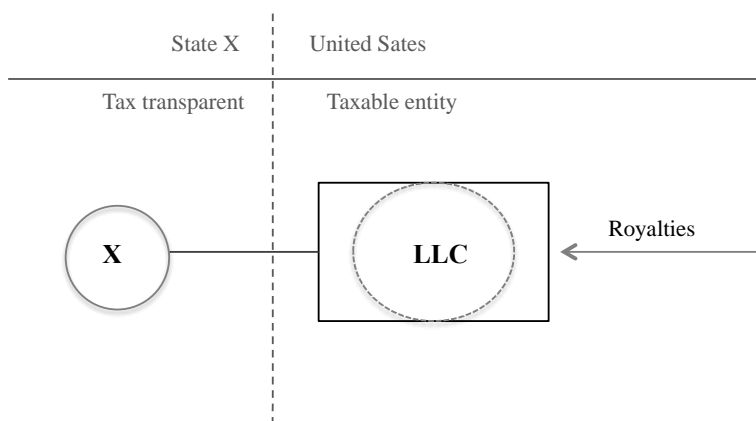 State X United Sates
Tax transparent Taxable entity
Royalties
X LLC